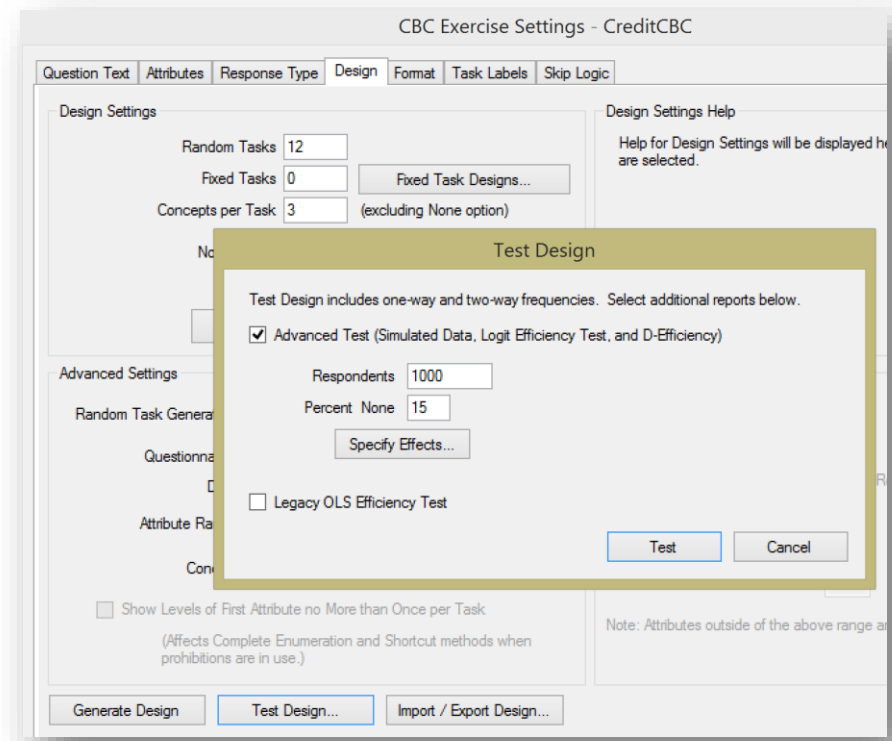 CBC Exercise Settings - CreditCBC
Question Text Attributes Response Type Design Format Task Labels Skip Logic
Design Settings
Random Tasks 12
Fixed Tasks 0 Fixed Task Designs...
Concepts per Task 3 (excluding None option)
Design Settings Help
Help for Design Settings will be displayed
are selected.
Test Design
Test Design includes one-way and two-way frequencies. Select additional reports below.
Advanced Test (Simulated Data, Logit Efficiency Test, and D-Efficiency)
Respondents 1000
Percent None 15
Specify Effects...
Legacy OLS Efficiency Test
Test Cancel
Advanced Settings
Random Task
Attribute
Show Levels of First Attribute no More than Once per Task
(Affects Complete Enumeration and Shortcut methods when
prohibitions are in use.)
Note: Attributes outside of the above range
Generate Design Test Design... Import / Export Design...